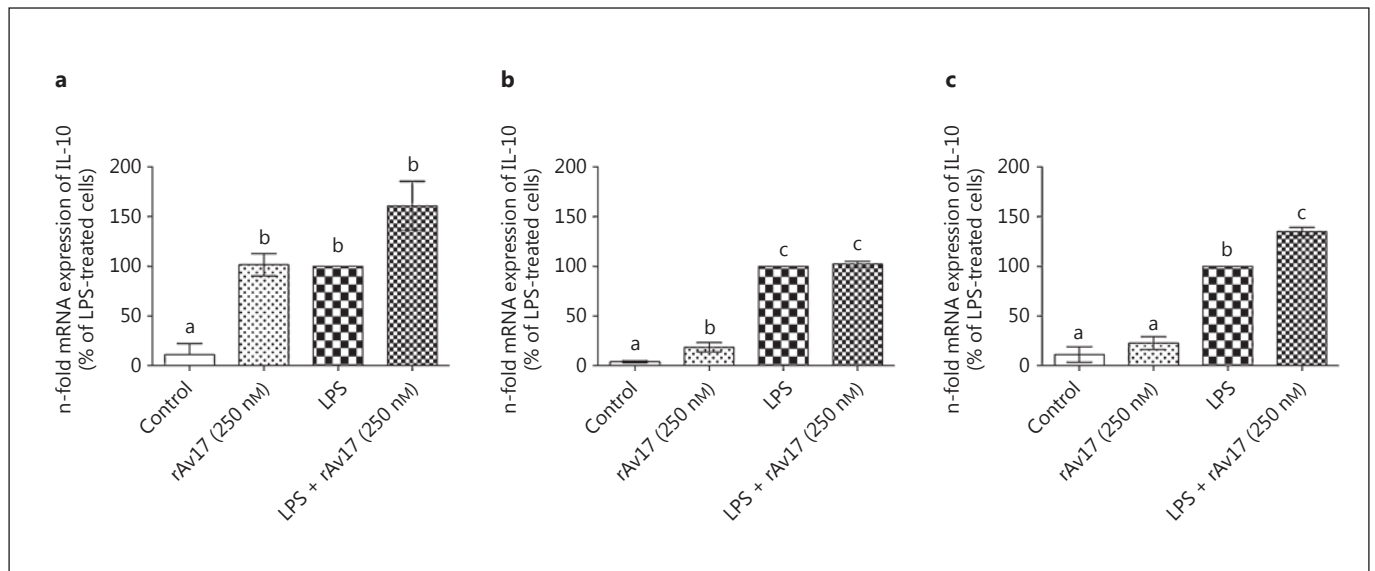 a
n-fold mRNA expression of IL-10
(% of LPS-treated cells)
200
150
100
50
0
a
b
b
b
Control
rAv17 (250 nM)
LPS
LPS + rAv17 (250 nM)
b
n-fold mRNA expression of IL-10
(% of LPS-treated cells)
200
150
100
50
0
a
b
c
c
Control
rAv17 (250 nM)
LPS
LPS + rAv17 (250 nM)
c
n-fold mRNA expression of IL-10
(% of LPS-treated cells)
200
150
100
50
0
a
a
b
c
Control
rAv17 (250 nM)
LPS
LPS + rAv17 (250 nM)